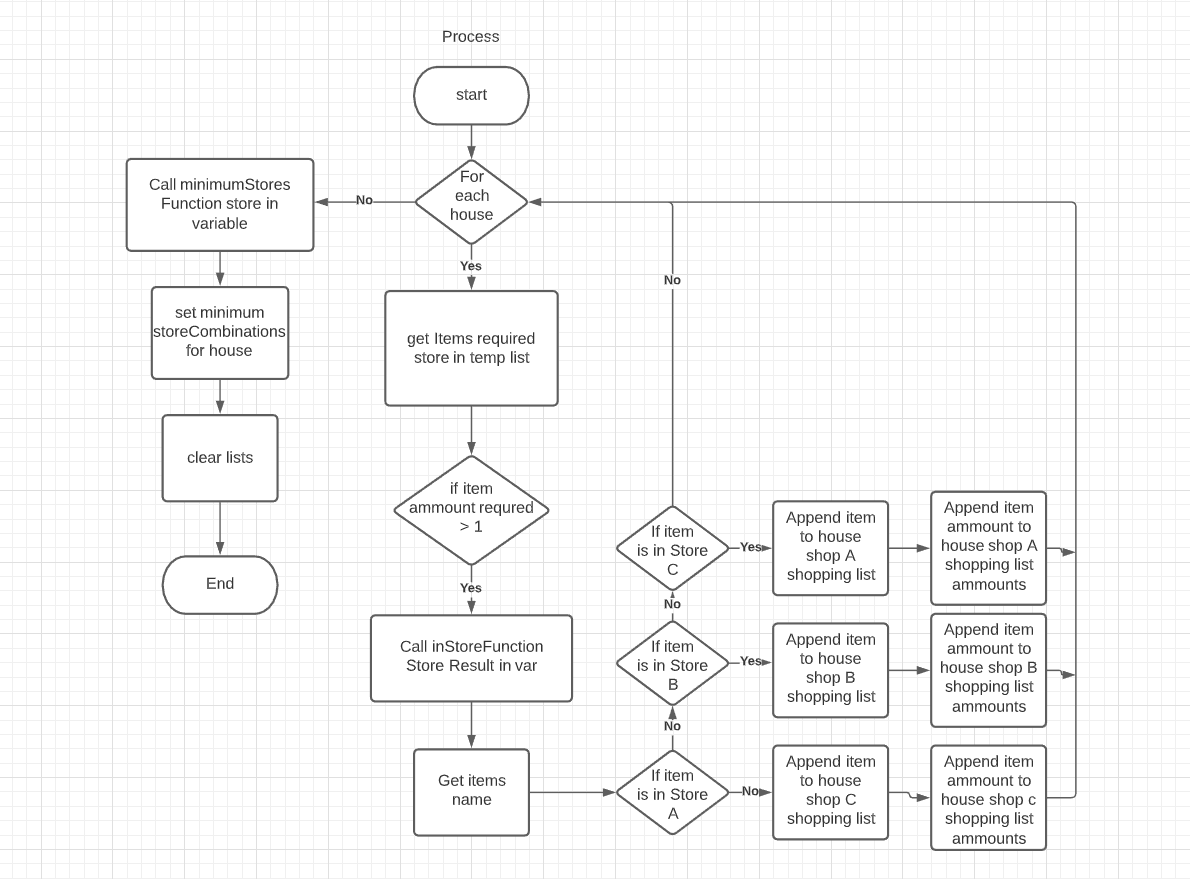 Process
start
For
each
house
No
Call minimumStores
Function store in
variable
set minimum
storeCombinations
for house
clear lists
End
Yes
get Items required
store in temp list
if item
ammount requred
> 1
Yes
Call inStoreFunction
Store Result in var
Get items
name
If item
is in Store
A
No
Append item
to house
shop C
shopping list
Append item
ammount to
house shop c
shopping list
ammounts
No
If item
is in Store
B
Yes
Append item
to house
shop B
shopping list
Append item
ammount to
house shop B
shopping list
ammounts
No
If item
is in Store
C
Yes
Append item
to house
shop A
shopping list
Append item
ammount to
house shop A
shopping list
ammounts
No